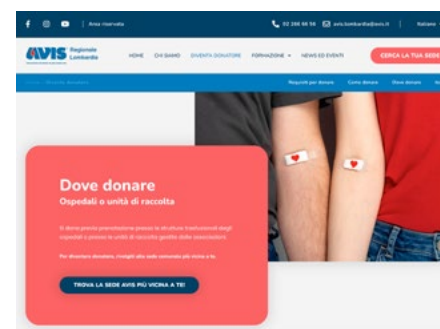 Area riservata
02 266 66 56
avis.lombardia@avis.it
Italiano
AVIS
Regionale
Lombardia
HOME
CHI SIAMO
DIVENTA DONATORE
FORMAZIONE
NEWS ED EVENTI
CERCA LA TUA SEDE
Requisiti per donare
Come donare
Dove donare
Dove donare
Ospedali o unità di raccolta
Si dona previa prenotazione presso le strutture trasfusionali degli
ospedali o presso le unità di raccolta gestite dalle associazioni.
Per diventare donatore, rivolgiti alla sede comunale più vicina a te.
TROVA LA SEDE AVIS PIÙ VICINA A TE!